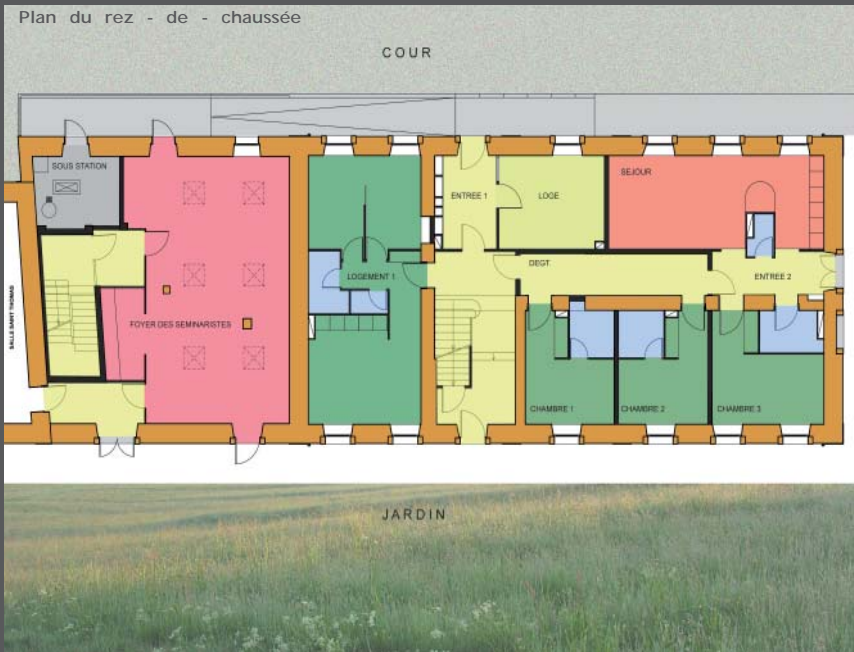 Plan du rez - de - chaussée
COUR
SOUS STATION
ENTREE 1
LOGE
SEJOUR
DEGT.
LOGEMENT 1
ENTREE 2
SALLE SAINT THOMAS
FOYER DES SEMINARISTES
CHAMBRE 1
CHAMBRE 2
CHAMBRE 3
JARDIN